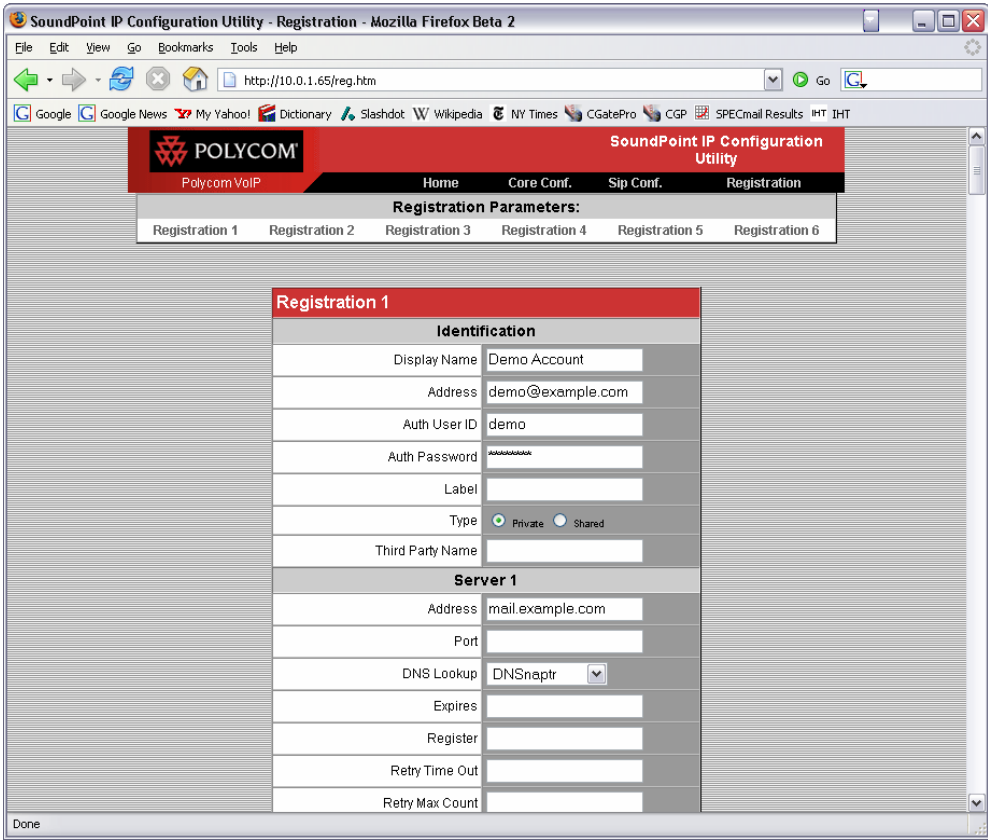 SoundPoint IP Configuration Utility - Registration - Mozilla Firefox Beta 2
File Edit View Go Bookmarks Tools Help
http://10.0.1.65/reg.htm Go G
G Google G Google News Y? My Yahoo! Dictionary Slashdot W Wikipedia NY Times CGatePro CGP SPECmail Results IHT IHT
POLYCOM
SoundPoint IP Configuration
Utility
Polycom VoIP Home Core Conf. Sip Conf. Registration
Registration Parameters:
Registration 1 Registration 2 Registration 3 Registration 4 Registration 5 Registration 6
Registration 1
Identification
Display Name Demo Account
Address demo@example.com
Auth User ID demo
Auth Password ********
Label
Type Private Shared
Third Party Name
Server 1
Address mail.example.com
Port
DNS Lookup DNSnaptr
Expires
Register
Retry Time Out
Retry Max Count
Done